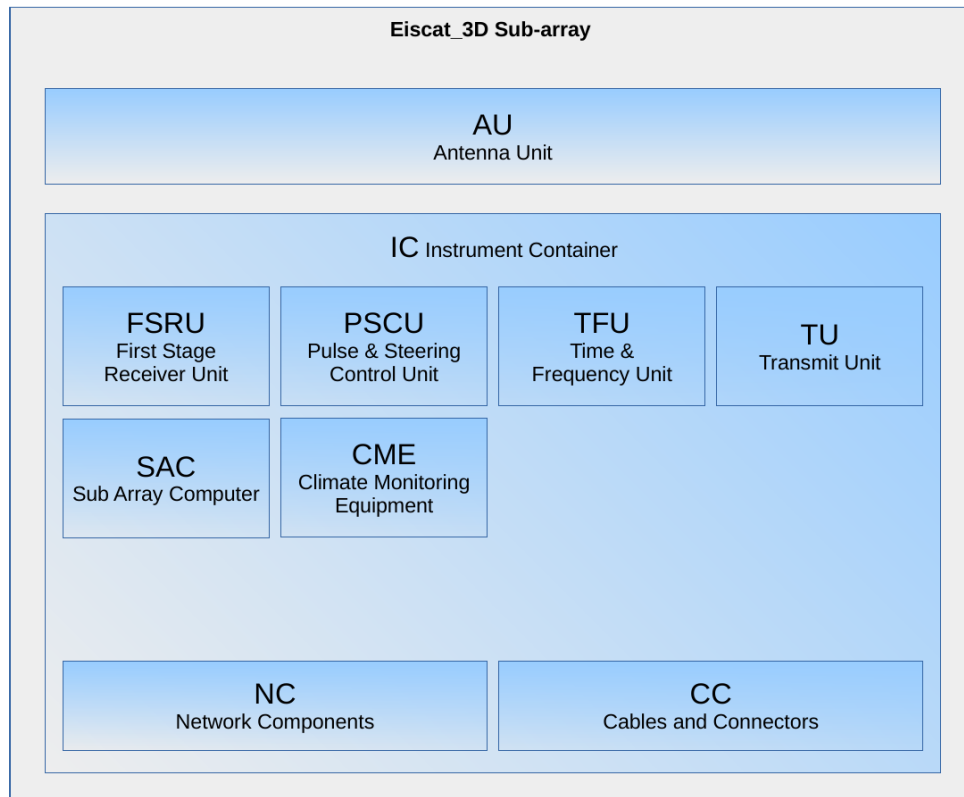 Eiscat_3D Sub-array
AU
Antenna Unit
IC Instrument Container
FSRU
First Stage
Receiver Unit
PSCU
Pulse & Steering
Control Unit
TFU
Time &
Frequency Unit
TU
Transmit Unit
SAC
Sub Array Computer
CME
Climate Monitoring
Equipment
NC
Network Components
CC
Cables and Connectors